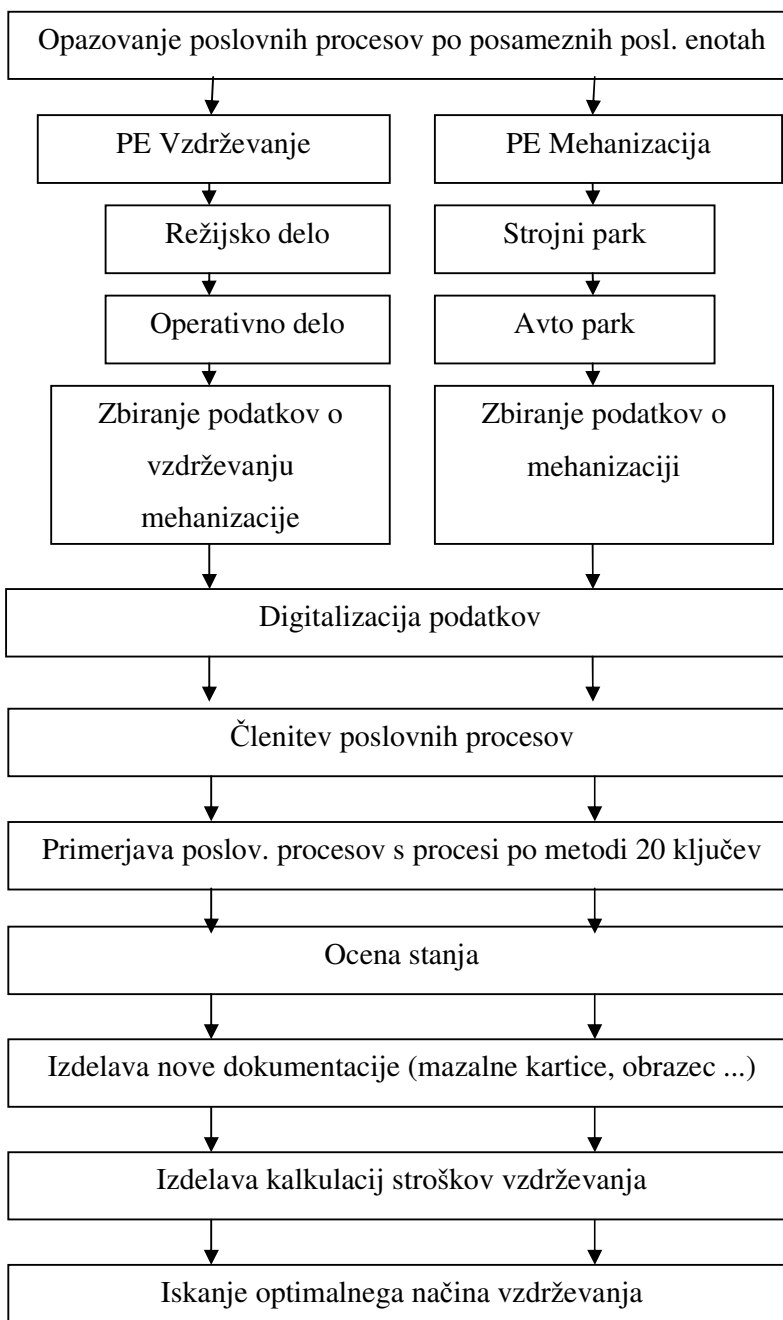 Opazovanje poslovnih procesov po posameznih posl. enotah
PE Vzdrževanje
PE Mehanizacija
Režijsko delo
Strojni park
Operativno delo
Avto park
Zbiranje podatkov o
vzdrževanju
mehanizacije
Zbiranje podatkov o
mehanizaciji
Digitalizacija podatkov
Členitev poslovnih procesov
Primerjava poslov. procesov s procesi po metodi 20 ključev
Ocena stanja
Izdelava nove dokumentacije (mazalne kartice, obrazec ...)
Izdelava kalkulacij stroškov vzdrževanja
Iskanje optimalnega načina vzdrževanja